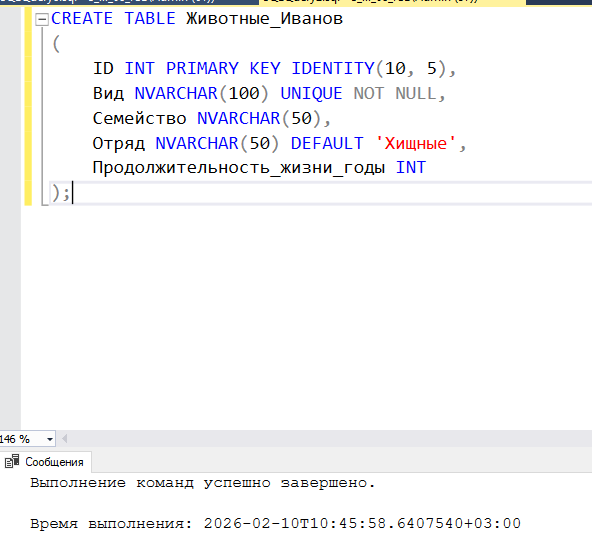 CREATE TABLE Животные_Иванов
(
ID INT PRIMARY KEY IDENTITY(10, 5),
Вид NVARCHAR(100) UNIQUE NOT NULL,
Семейство NVARCHAR(50),
Отряд NVARCHAR(50) DEFAULT 'Хищные',
Продолжительность_жизни_годы INT
);
146 %
Сообщения
Выполнение команд успешно завершено.
Время выполнения: 2026-02-10T10:45:58.6407540+03:00